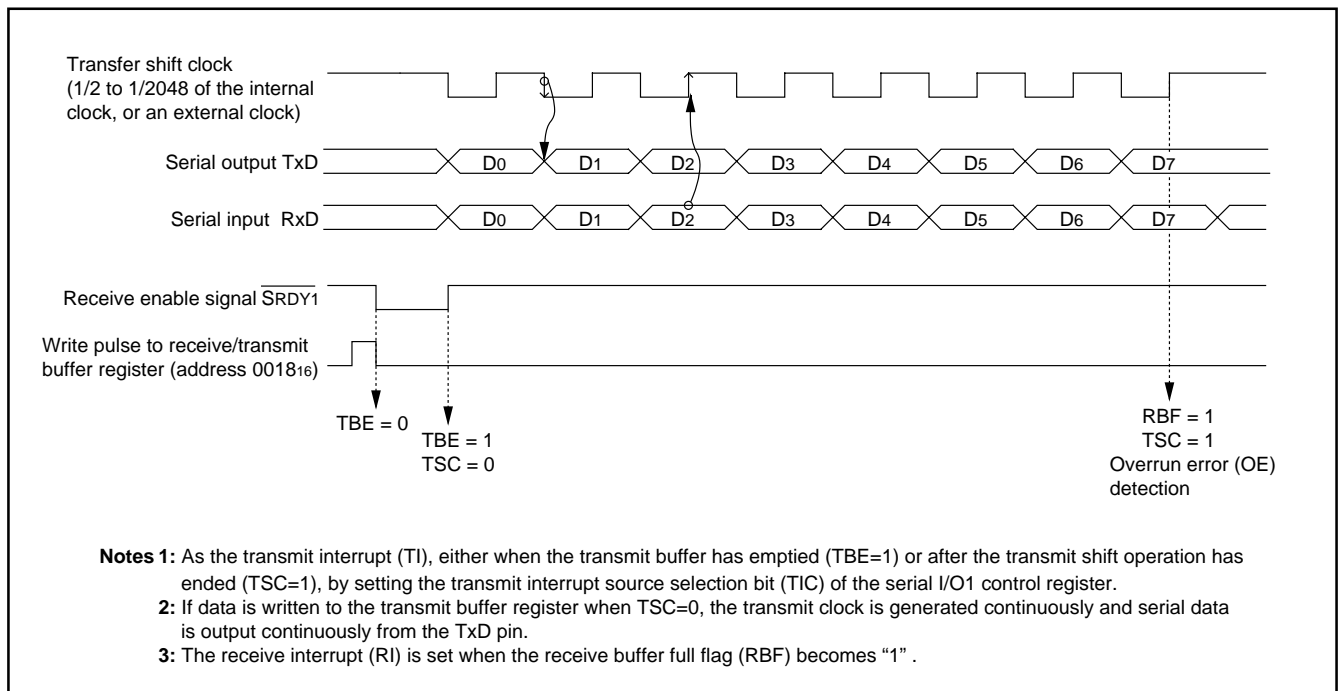 Transfer shift clock
(1/2 to 1/2048 of the internal
clock, or an external clock)
Serial output TxD
D0 D1 D2 D3 D4 D5 D6 D7
Serial input RxD
D0 D1 D2 D3 D4 D5 D6 D7
Receive enable signal SRDY1
Write pulse to receive/transmit
buffer register (address 001816)
TBE = 0
TBE = 1
TSC = 0
RBF = 1
TSC = 1
Overrun error (OE)
detection
Notes 1: As the transmit interrupt (TI), either when the transmit buffer has emptied (TBE=1) or after the transmit shift operation has
ended (TSC=1), by setting the transmit interrupt source selection bit (TIC) of the serial I/O1 control register.
2: If data is written to the transmit buffer register when TSC=0, the transmit clock is generated continuously and serial data
is output continuously from the TxD pin.
3: The receive interrupt (RI) is set when the receive buffer full flag (RBF) becomes “1” .